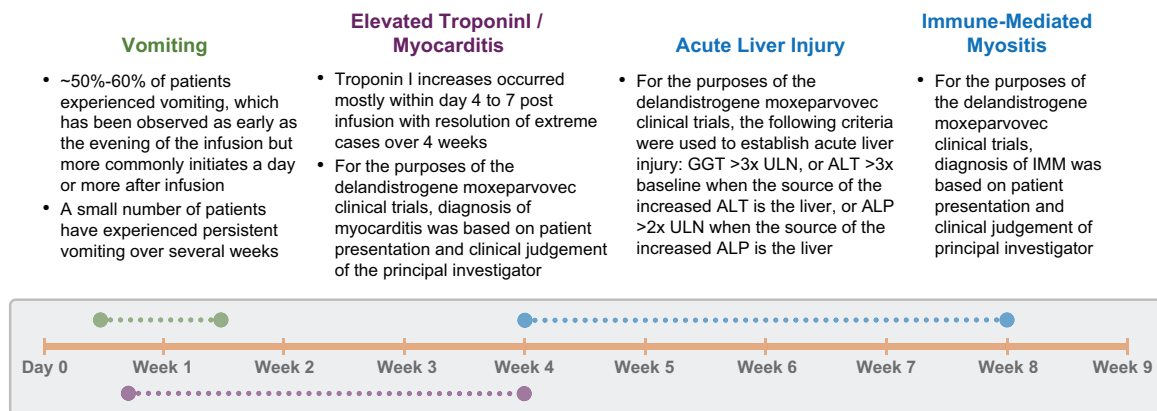 Vomiting
• ~50%-60% of patients
experienced vomiting, which
has been observed as early as
the evening of the infusion but
more commonly initiates a day
or more after infusion
• A small number of patients
have experienced persistent
vomiting over several weeks
Elevated TroponinI /
Myocarditis
• Troponin I increases occurred
mostly within day 4 to 7 post
infusion with resolution of extreme
cases over 4 weeks
• For the purposes of the
delandistrogene moxeparvovec
clinical trials, diagnosis of
myocarditis was based on patient
presentation and clinical judgement
of the principal investigator
Acute Liver Injury
• For the purposes of the
delandistrogene moxeparvovec
clinical trials, the following criteria
were used to establish acute liver
injury: GGT >3x ULN, or ALT >3x
baseline when the source of the
increased ALT is the liver, or ALP
>2x ULN when the source of the
increased ALP is the liver
Immune-Mediated
Myositis
• For the purposes of
the delandistrogene
moxeparvovec
clinical trials,
diagnosis of IMM was
based on patient
presentation and
clinical judgement of
principal investigator
Day 0 Week 1 Week 2 Week 3 Week 4 Week 5 Week 6 Week 7 Week 8 Week 9